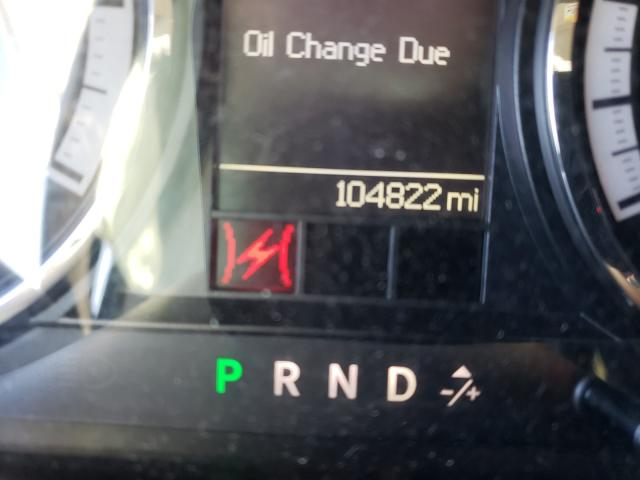 Oil Change Due
104822 mi
P R N D -/+